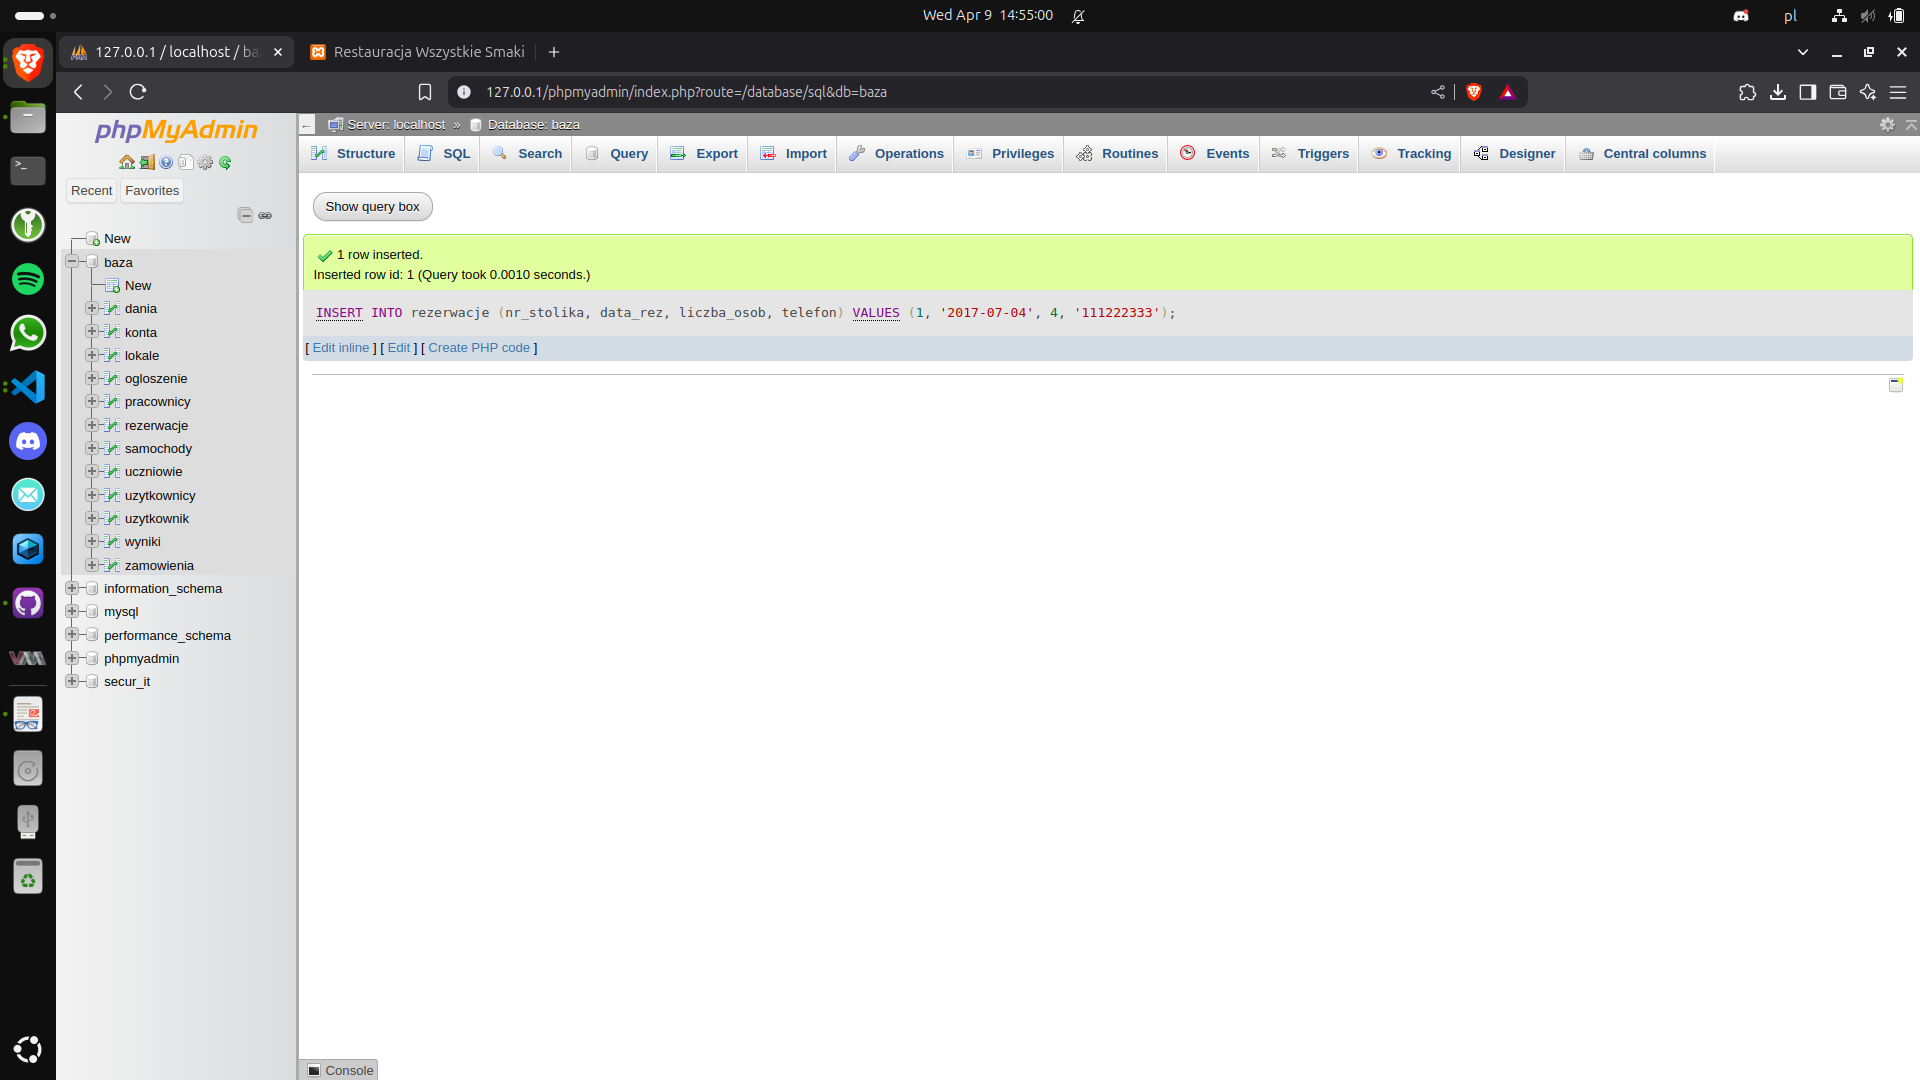 Wed Apr 9 14:55:00
pl
127.0.0.1 / localhost / ba
Restauracja Wszystkie Smaki
127.0.0.1/phpmyadmin/index.php?route=/database/sql&db=baza
phpMyAdmin
Recent
Favorites
New
baza
New
dania
konta
lokale
ogloszenie
pracownicy
rezerwacje
samochody
uczniowie
uzytkownicy
uzytkownik
wyniki
zamowienia
information_schema
mysql
performance_schema
phpmyadmin
secur_it
Server: localhost » Database: baza
Structure SQL Search Query Export Import Operations Privileges Routines Events Triggers Tracking Designer Central columns
Show query box
1 row inserted.
Inserted row id: 1 (Query took 0.0010 seconds.)
INSERT INTO rezerwacje (nr_stolika, data_rez, liczba_osob, telefon) VALUES (1, '2017-07-04', 4, '111222333');
[ Edit inline ] [ Edit ] [ Create PHP code ]
Console